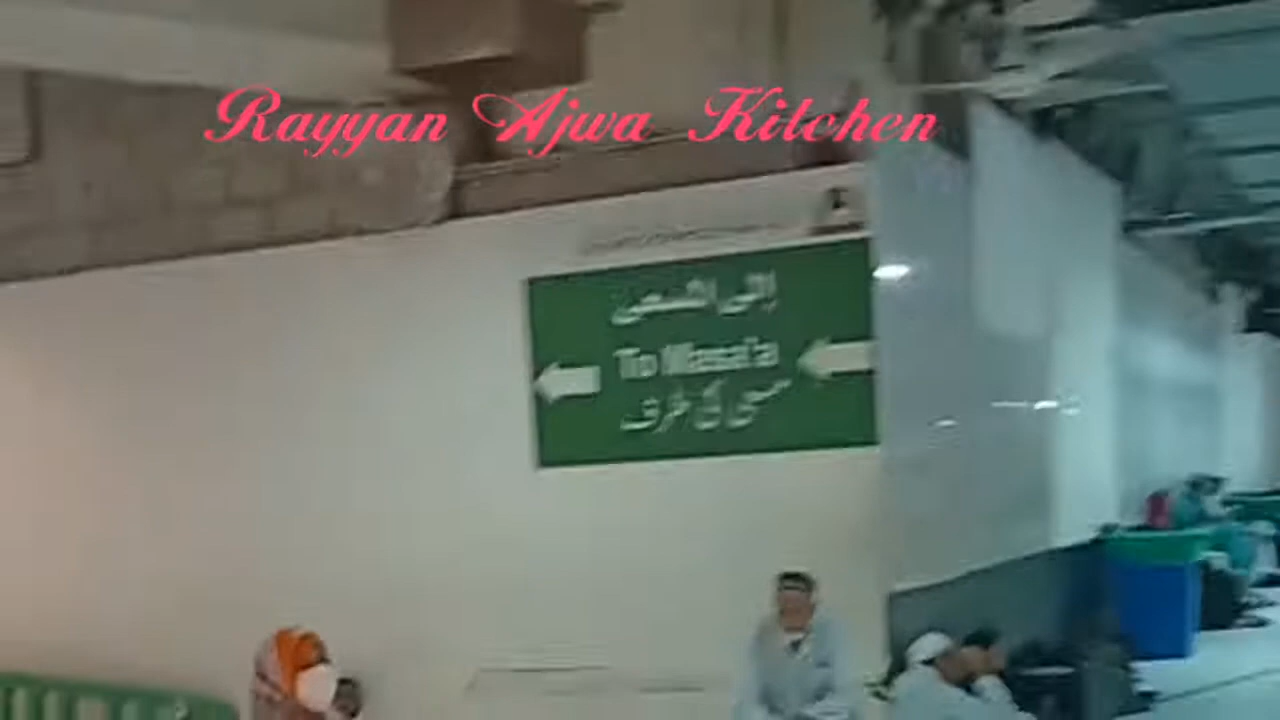 Rayyan Ajwa Kitchen
إلى المسعى
To Masa'a
مسعی کی طرف